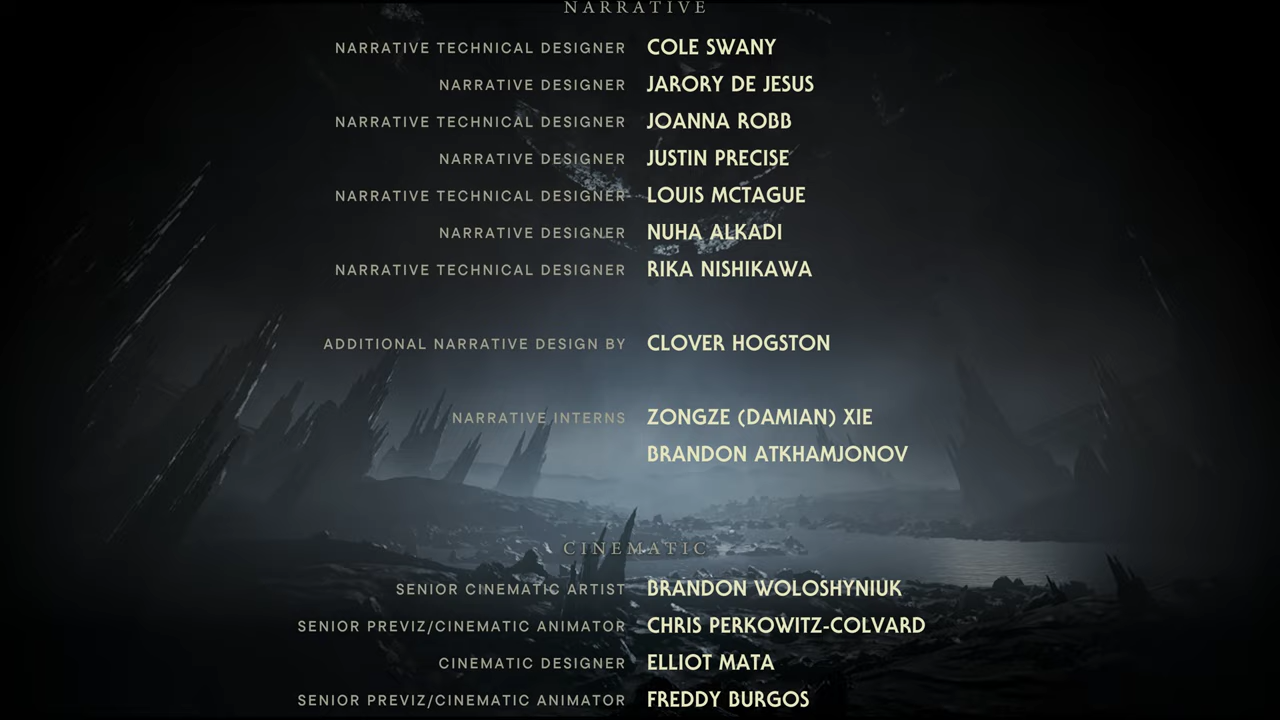 NARRATIVE
NARRATIVE TECHNICAL DESIGNER COLE SWANY
NARRATIVE DESIGNER JARORY DE JESUS
NARRATIVE TECHNICAL DESIGNER JOANNA ROBB
NARRATIVE DESIGNER JUSTIN PRECISE
NARRATIVE TECHNICAL DESIGNER LOUIS MCTAGUE
NARRATIVE DESIGNER NUHA ALKADI
NARRATIVE TECHNICAL DESIGNER RIKA NISHIKAWA
ADDITIONAL NARRATIVE DESIGN BY CLOVER HOGSTON
NARRATIVE INTERNS ZONGZE (DAMIAN) XIE
BRANDON ATKHAMJONOV
CINEMATIC
SENIOR CINEMATIC ARTIST BRANDON WOLOSHYNIUK
SENIOR PREVIZ/CINEMATIC ANIMATOR CHRIS PERKOWITZ-COLVARD
CINEMATIC DESIGNER ELLIOT MATA
SENIOR PREVIZ/CINEMATIC ANIMATOR FREDDY BURGOS